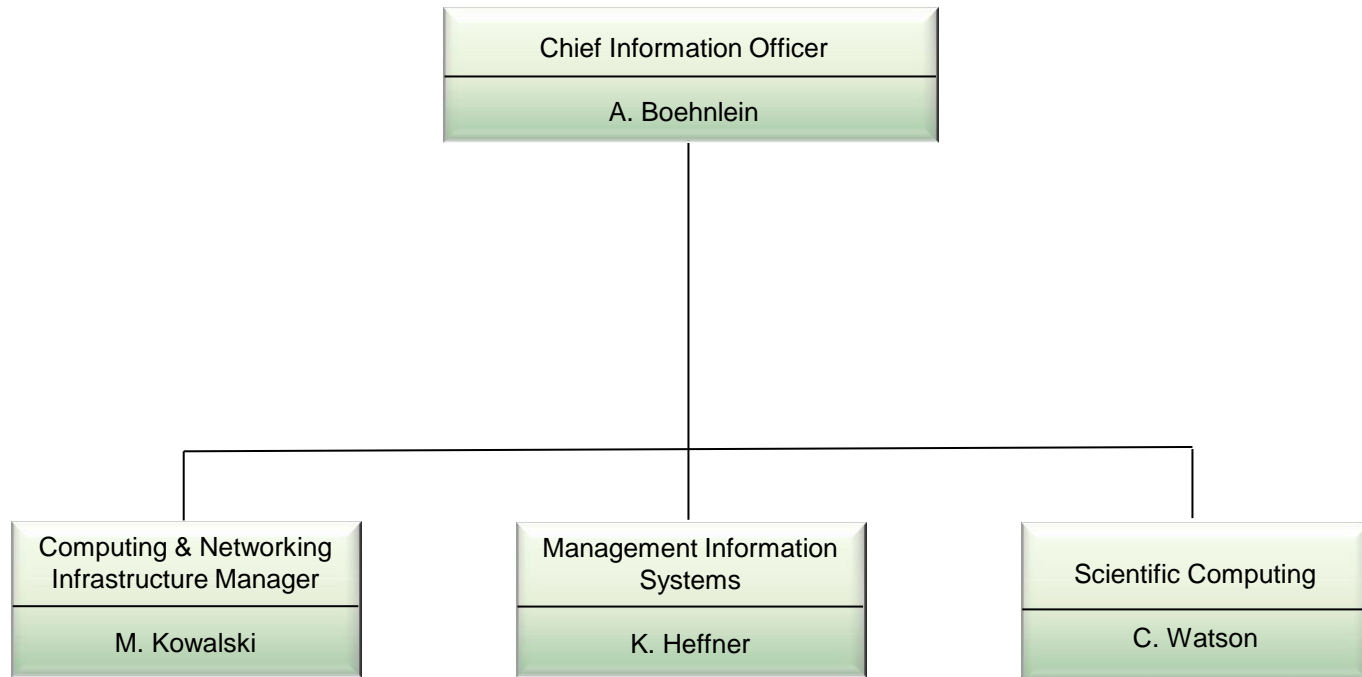 Chief Information Officer
A. Boehnlein
Computing & Networking
Infrastructure Manager
M. Kowalski
Management Information
Systems
K. Heffner
Scientific Computing
C. Watson